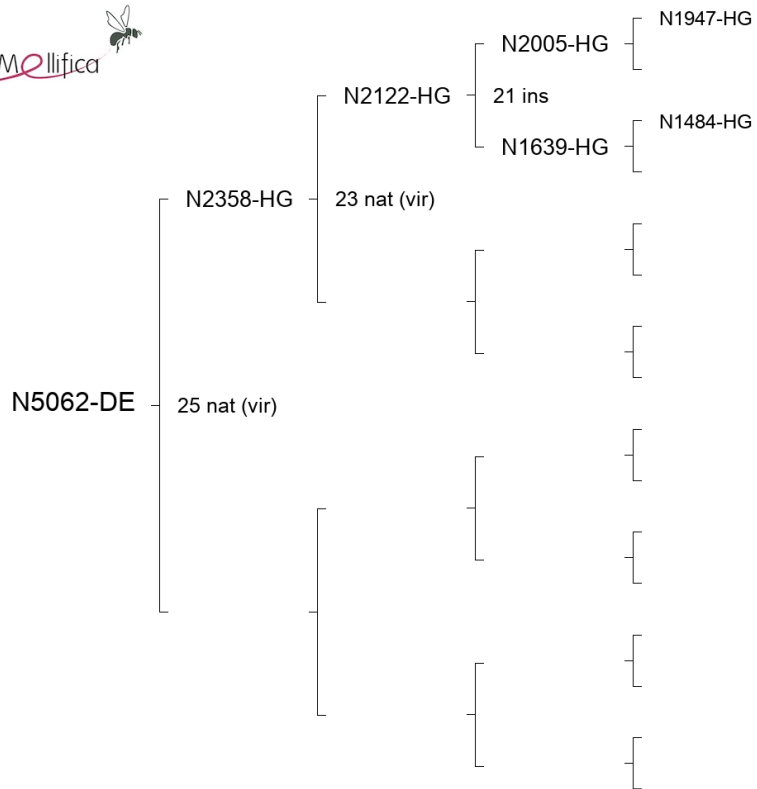 Mellifica
N1947-HG
N2005-HG
N2122-HG
21 ins
N1484-HG
N1639-HG
N2358-HG
23 nat (vir)
N5062-DE
25 nat (vir)